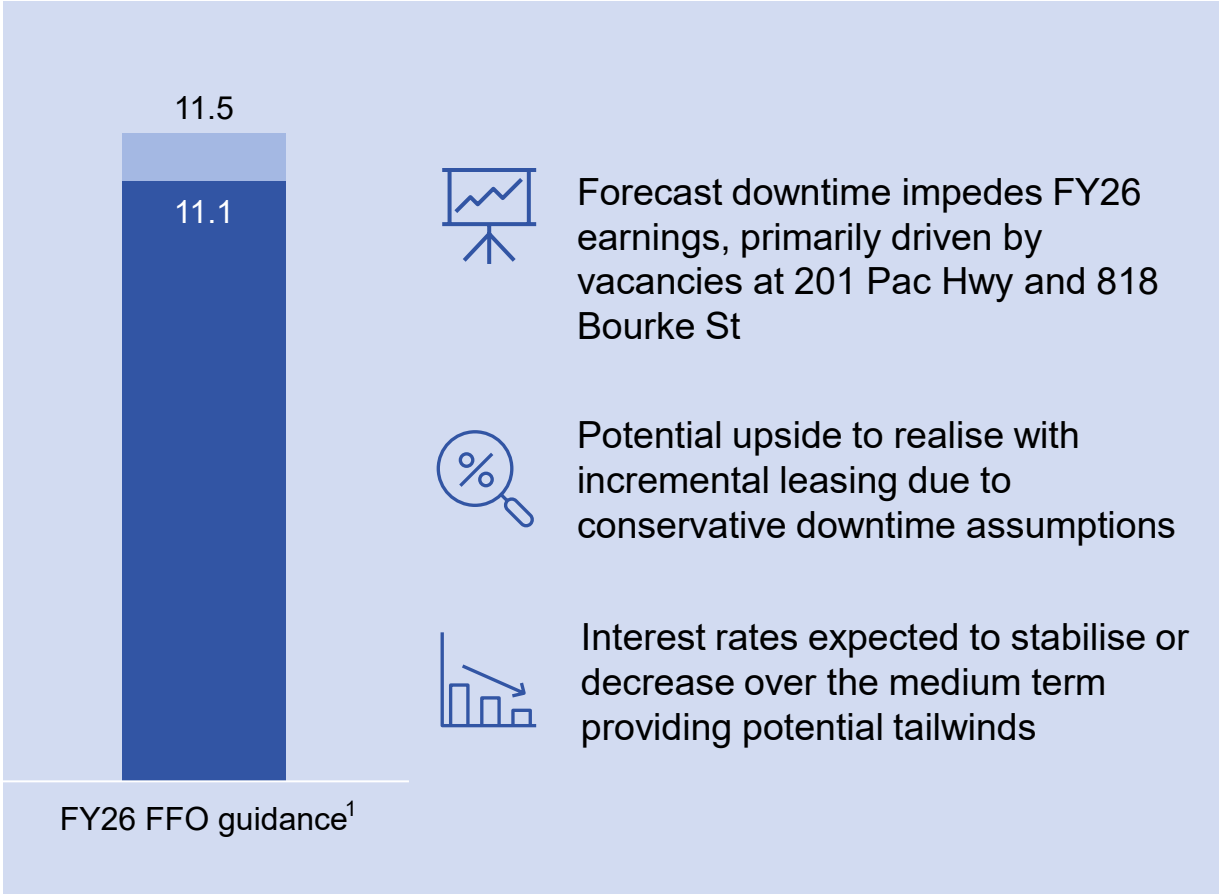 11.5
11.1
FY26 FFO guidance¹
Forecast downtime impedes FY26
earnings, primarily driven by
vacancies at 201 Pac Hwy and 818
Bourke St
%
Potential upside to realise with
incremental leasing due to
conservative downtime assumptions
Interest rates expected to stabilise or
decrease over the medium term
providing potential tailwinds